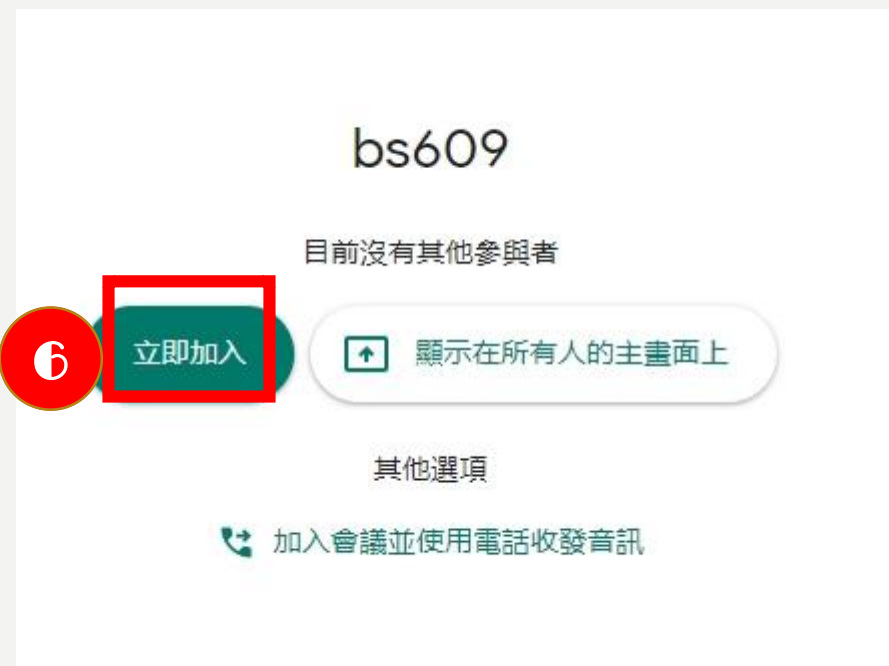 bs609
目前沒有其他參與者
6 立即加入 顯示在所有人的主畫面上
其他選項
加入會議並使用電話收發音訊